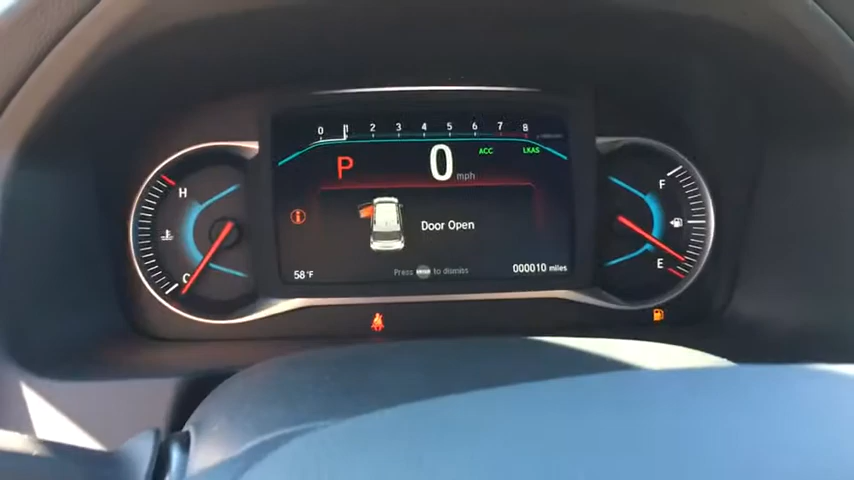 0 1 2 3 4 5 6 7 8
P 0 mph ACC LKAS
H
F
Door Open
C
E
58°F
Press ENTER to dismiss
000010 miles